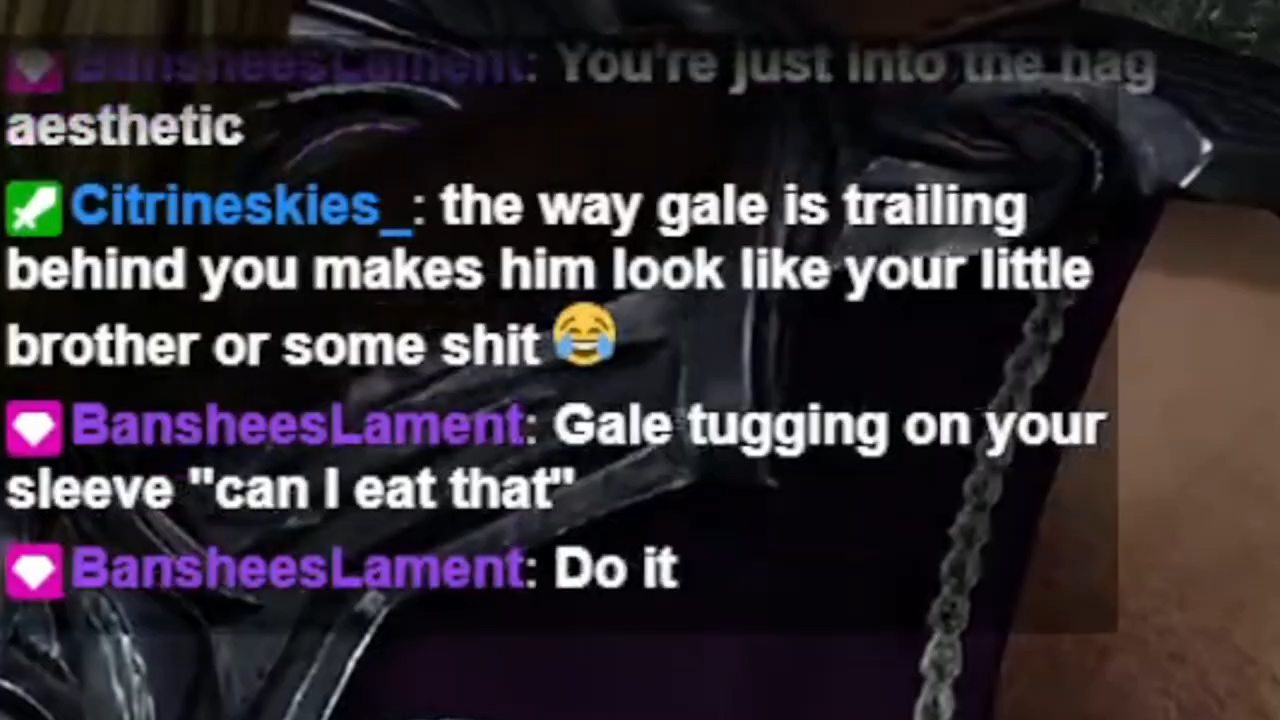 BansheesLament: You're just into the hag
aesthetic
Citrineskies_: the way gale is trailing
behind you makes him look like your little
brother or some shit 😂
BansheesLament: Gale tugging on your
sleeve "can I eat that"
BansheesLament: Do it